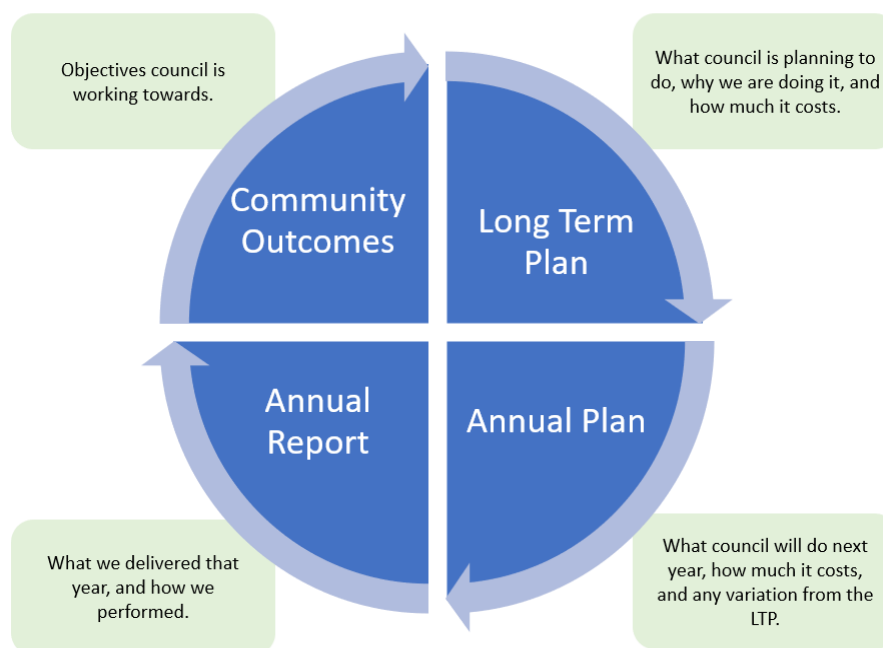 Objectives council is
working towards.
What council is planning to
do, why we are doing it, and
how much it costs.
Community
Outcomes
Long Term
Plan
Annual
Report
Annual Plan
What we delivered that
year, and how we
performed.
What council will do next
year, how much it costs,
and any variation from the
LTP.